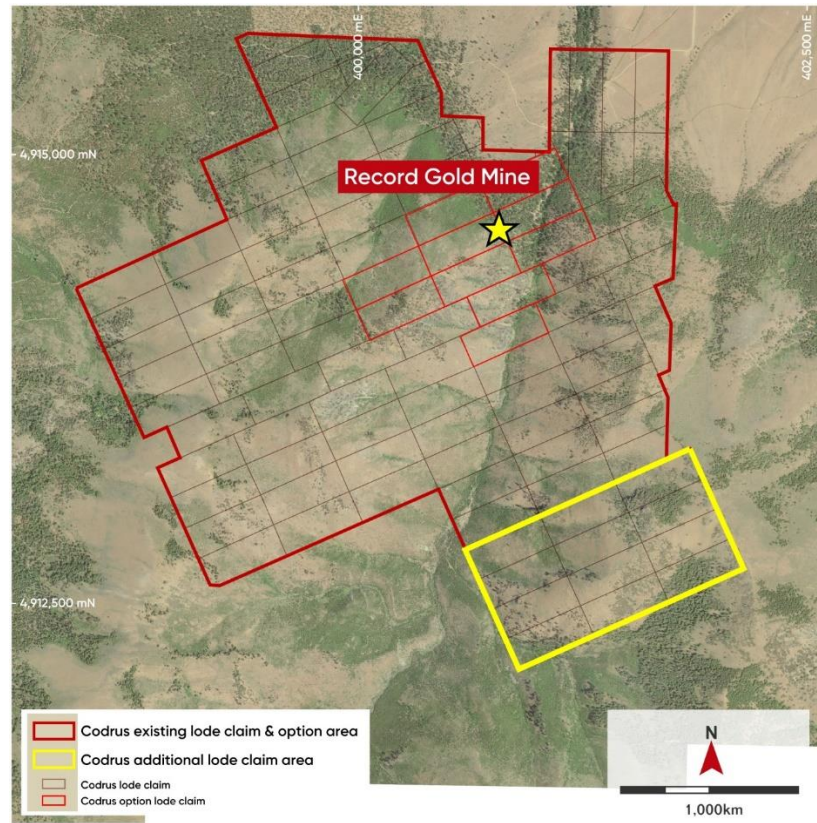 400,000 mE
402,500 mE
4,915,000 mN
Record Gold Mine
4,912,500 mN
Codrus existing lode claim & option area
Codrus additional lode claim area
Codrus lode claim
Codrus option lode claim
N
1,000km